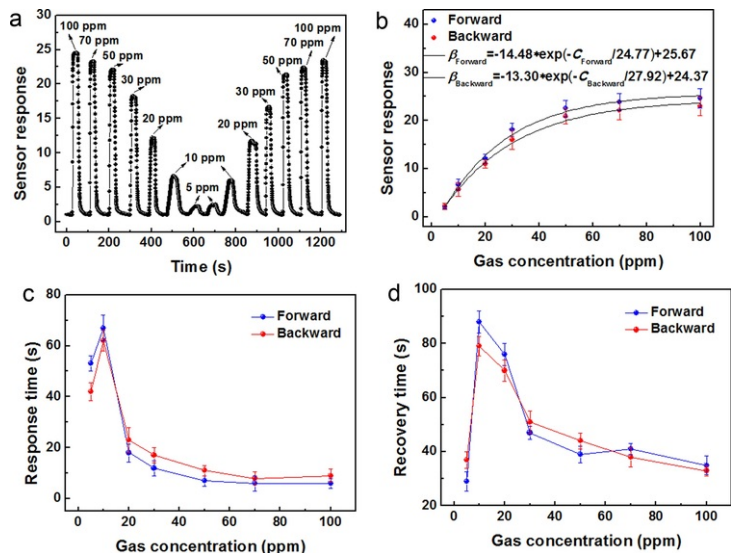 a
100 ppm
70 ppm
50 ppm
30 ppm
20 ppm
10 ppm
5 ppm
20 ppm
30 ppm
50 ppm
70 ppm
100 ppm
Sensor response
30
25
20
15
10
5
0
0 200 400 600 800 1000 1200
Time (s)
b
Forward
Backward
βForward=-14.48*exp(-CForward/24.77)+25.67
βBackward=-13.30*exp(-CBackward/27.92)+24.37
Sensor response
40
30
20
10
0
0 20 40 60 80 100
Gas concentration (ppm)
c
Forward
Backward
Response time (s)
80
60
40
20
0
0 20 40 60 80 100
Gas concentration (ppm)
d
Forward
Backward
Recovery time (s)
100
80
60
40
20
0 20 40 60 80 100
Gas concentration (ppm)